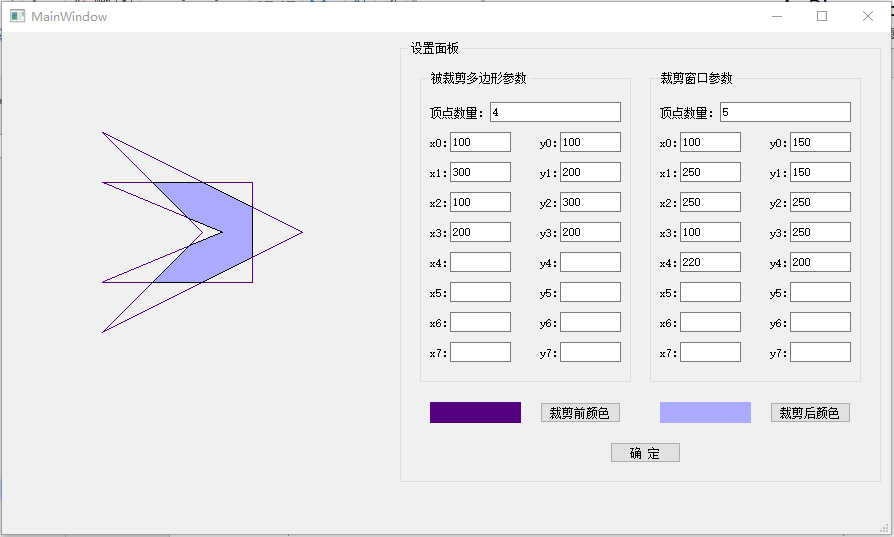 MainWindow
设置面板
被裁剪多边形参数
裁剪窗口参数
顶点数量: 4
顶点数量: 5
x0: 100 y0: 100 x0: 100 y0: 150
x1: 300 y1: 200 x1: 250 y1: 150
x2: 100 y2: 300 x2: 250 y2: 250
x3: 200 y3: 200 x3: 100 y3: 250
x4: y4: x4: 220 y4: 200
x5: y5: x5: y5:
x6: y6: x6: y6:
x7: y7: x7: y7:
裁剪前颜色
裁剪后颜色
确 定